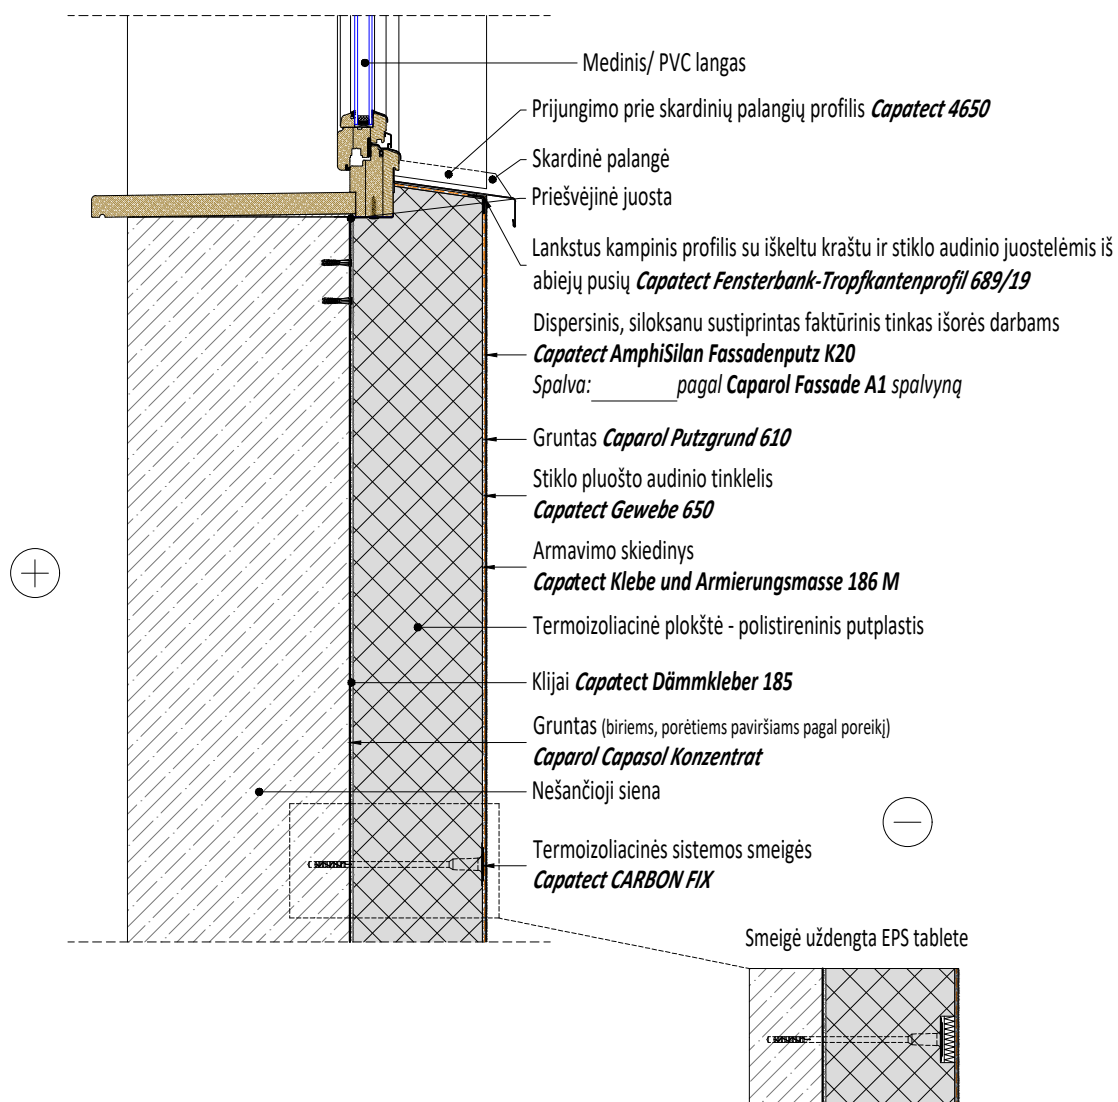 Medinis/ PVC langas
Prijungimo prie skardinių palangių profilis Capatect 4650
Skardinė palangė
Priešvėjinė juosta
Lankstus kampinis profilis su iškeltu kraštu ir stiklo audinio juostelėmis iš
abiejų pusių Capatect Fensterbank-Tropfkantenprofil 689/19
Dispersinis, siloksanu sustiprintas faktūrinis tinkas išorės darbams
Capatect AmphiSilan Fassadenputz K20
Spalva:________pagal Caparol Fassade A1 spalvyną
Gruntas Caparol Putzgrund 610
Stiklo pluošto audinio tinklelis
Capatect Gewebe 650
Armavimo skiedinys
Capatect Klebe und Armierungsmasse 186 M
Termoizoliacinė plokštė - polistireninis putplastis
Klijai Capatect Dämmkleber 185
Gruntas (biriems, porėtiems paviršiams pagal poreikį)
Caparol Capasol Konzentrat
Nešančioji siena
Termoizoliacinės sistemos smeigės
Capatect CARBON FIX
Smeigė uždengta EPS tablete